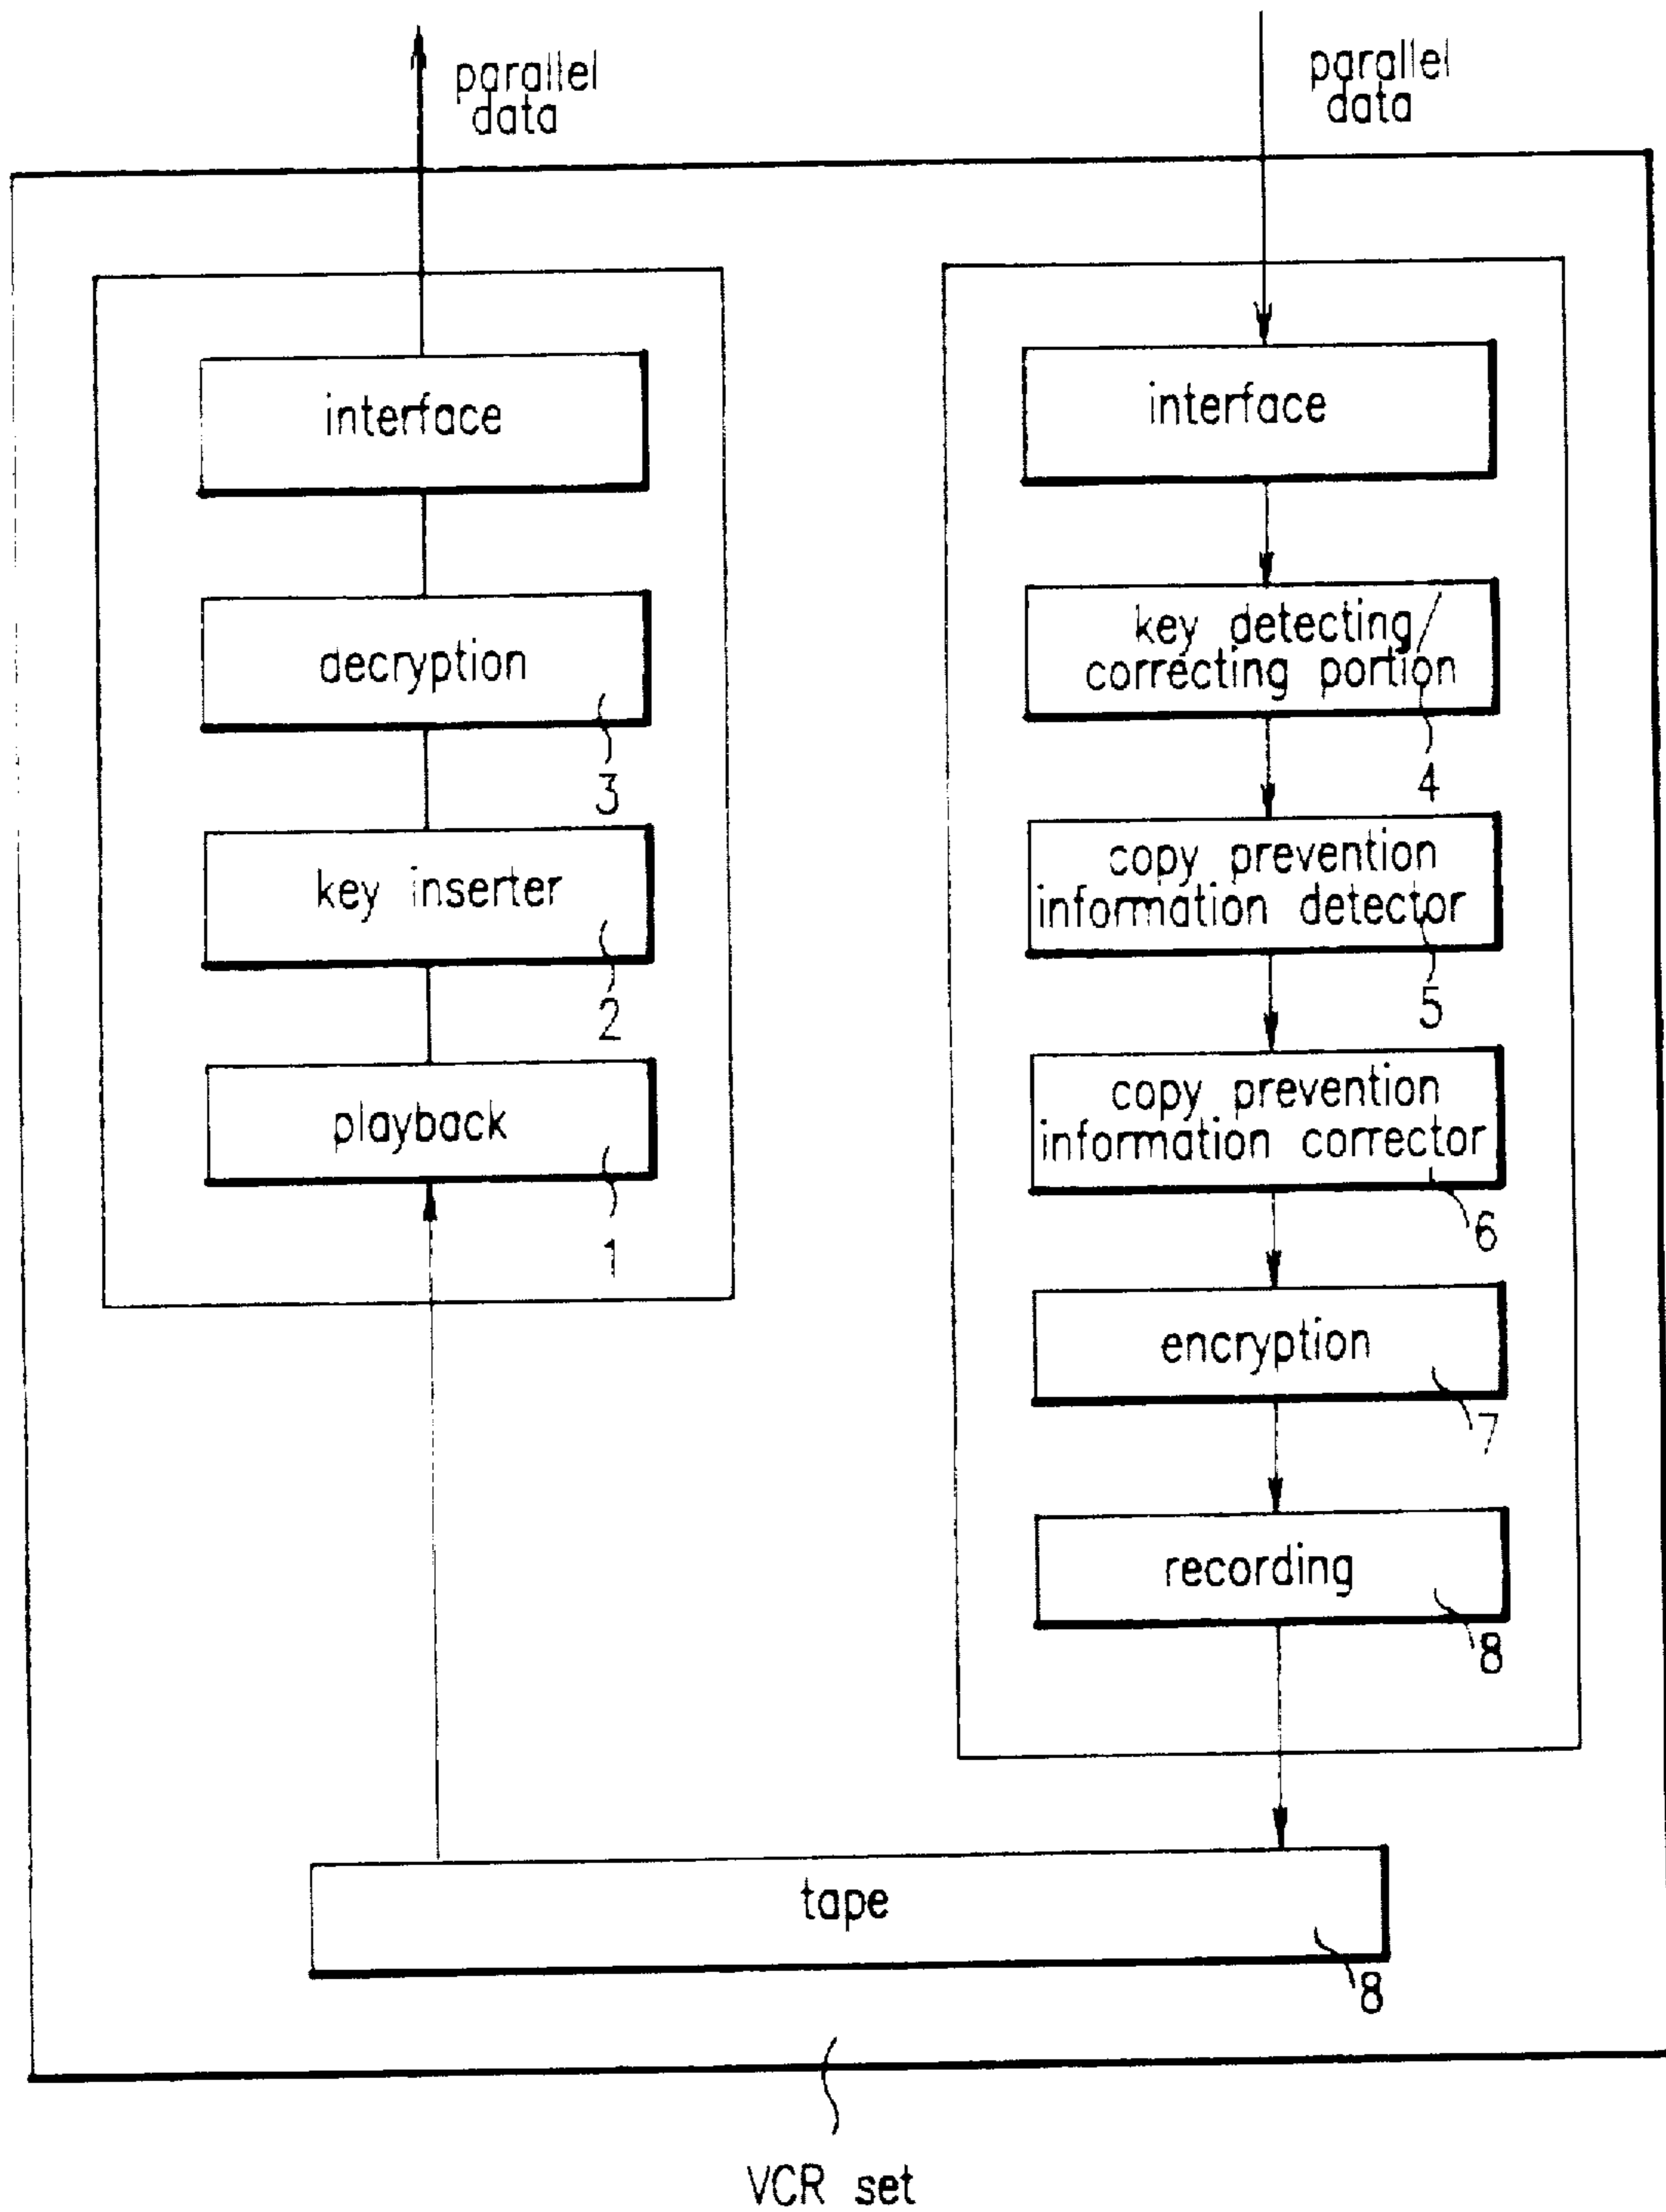 parallel
data
parallel
data
interface
decryption
3
key inserter
2
playback
1
interface
key detecting
correcting portion
4
copy prevention
information detector
5
copy prevention
information corrector
6
encryption
7
recording
8
tape
8
VCR set